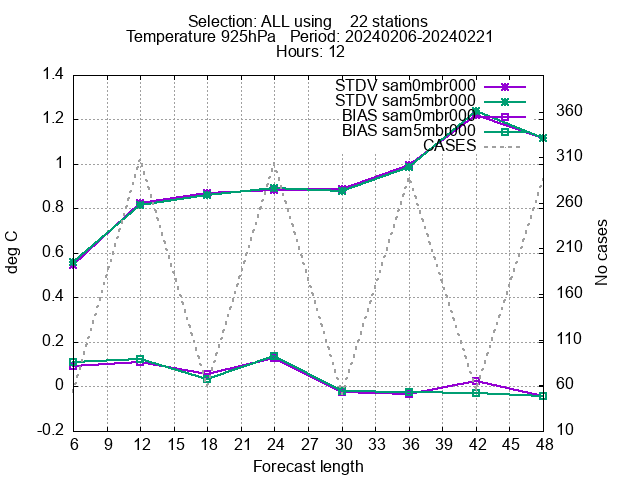 Selection: ALL using 22 stations
Temperature 925hPa Period: 20240206-20240221
Hours: 12
STDV sam0mbr000
STDV sam5mbr000
BIAS sam0mbr000
BIAS sam5mbr000
CASES
deg C
1.4
1.2
1
0.8
0.6
0.4
0.2
0
-0.2
No cases
360
310
260
210
160
110
60
10
6 9 12 15 18 21 24 27 30 33 36 39 42 45 48
Forecast length